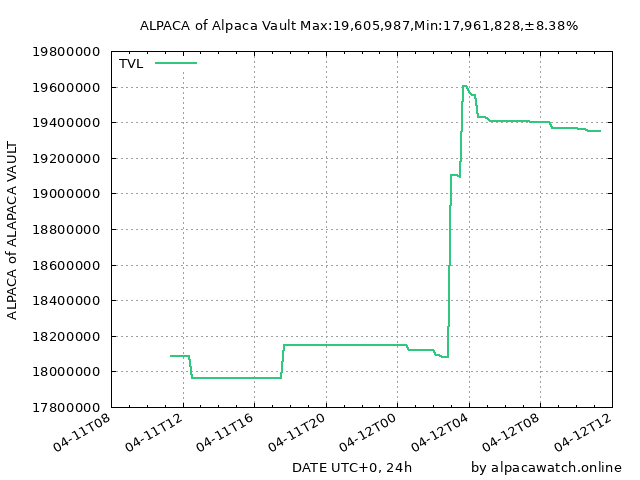 ALPACA of Alpaca Vault Max:19,605,987,Min:17,961,828,±8.38%
TVL
19800000
19600000
19400000
19200000
19000000
18800000
18600000
18400000
18200000
18000000
17800000
ALPACA of ALAPACA VAULT
04-11T08
04-11T12
04-11T16
04-11T20
04-12T00
04-12T04
04-12T08
04-12T12
DATE UTC+0, 24h
by alpacawatch.online